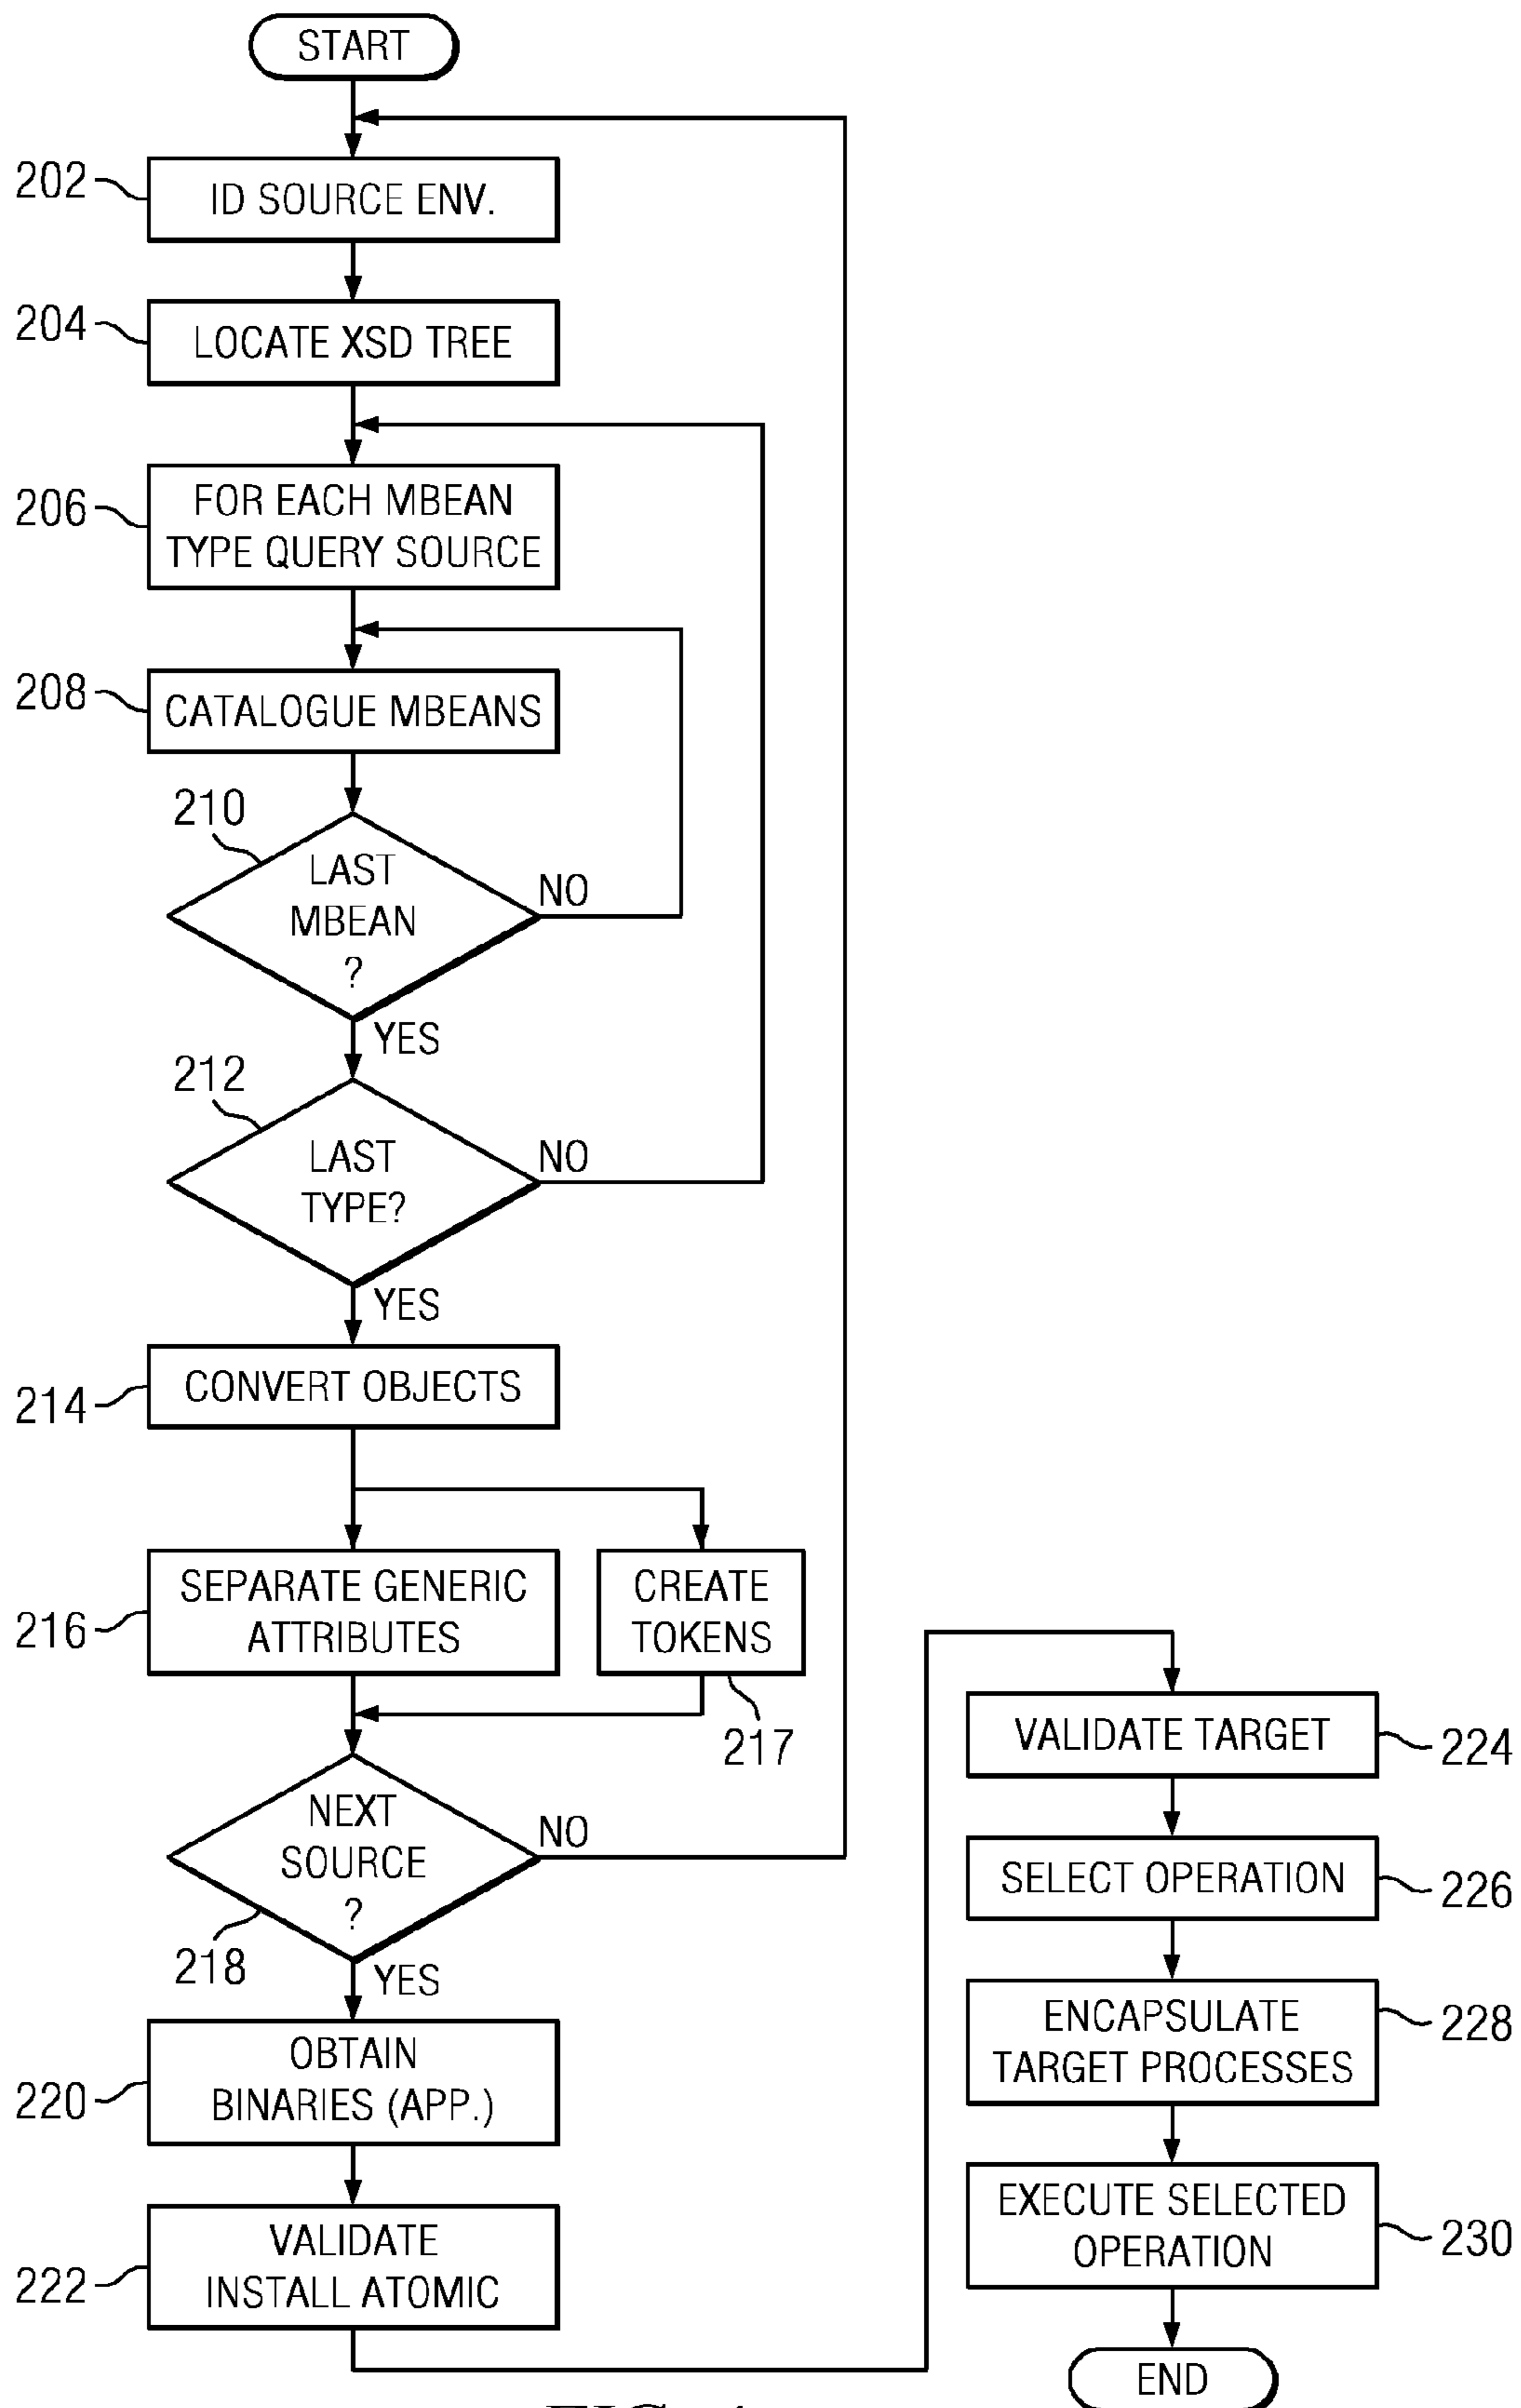 START
202
ID SOURCE ENV.
204
LOCATE XSD TREE
206
FOR EACH MBEAN
TYPE QUERY SOURCE
208
CATALOGUE MBEANS
210
LAST
MBEAN
?
NO
YES
212
LAST
TYPE?
NO
YES
214
CONVERT OBJECTS
216
SEPARATE GENERIC
ATTRIBUTES
CREATE
TOKENS
217
NEXT
SOURCE
?
NO
218
YES
220
OBTAIN
BINARIES (APP.)
222
VALIDATE
INSTALL ATOMIC
VALIDATE TARGET
224
SELECT OPERATION
226
ENCAPSULATE
TARGET PROCESSES
228
EXECUTE SELECTED
OPERATION
230
END